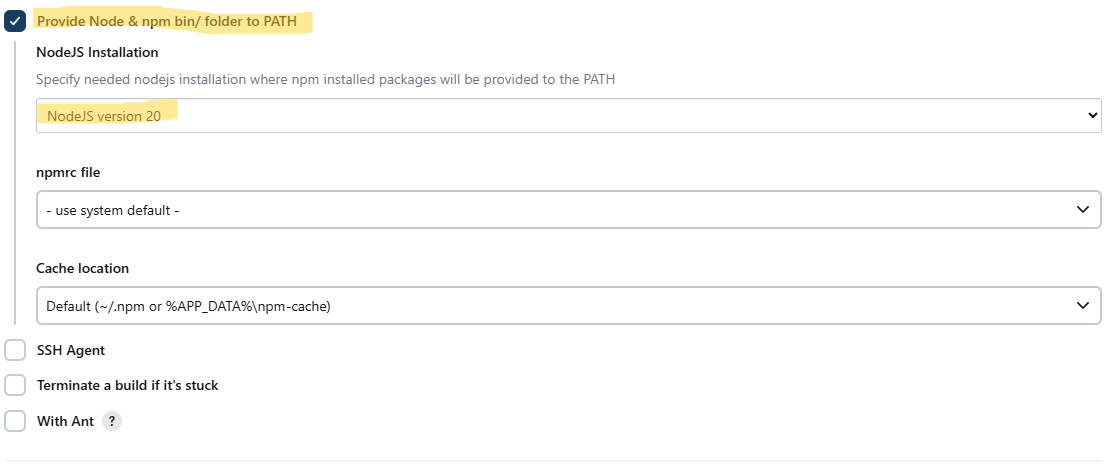 Provide Node & npm bin/ folder to PATH
NodeJS Installation
Specify needed nodejs installation where npm installed packages will be provided to the PATH
NodeJS version 20
npmrc file
- use system default -
Cache location
Default (~/.npm or %APP_DATA%\npm-cache)
SSH Agent
Terminate a build if it's stuck
With Ant ?